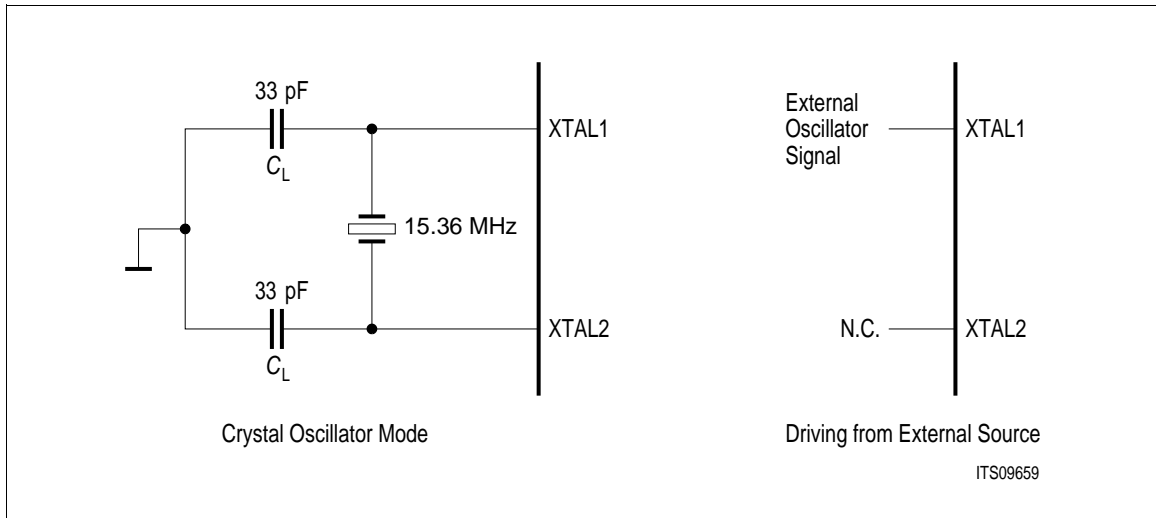 33 pF
C_L
XTAL1
15.36 MHz
33 pF
C_L
XTAL2
Crystal Oscillator Mode
External
Oscillator
Signal
XTAL1
N.C.
XTAL2
Driving from External Source
ITS09659